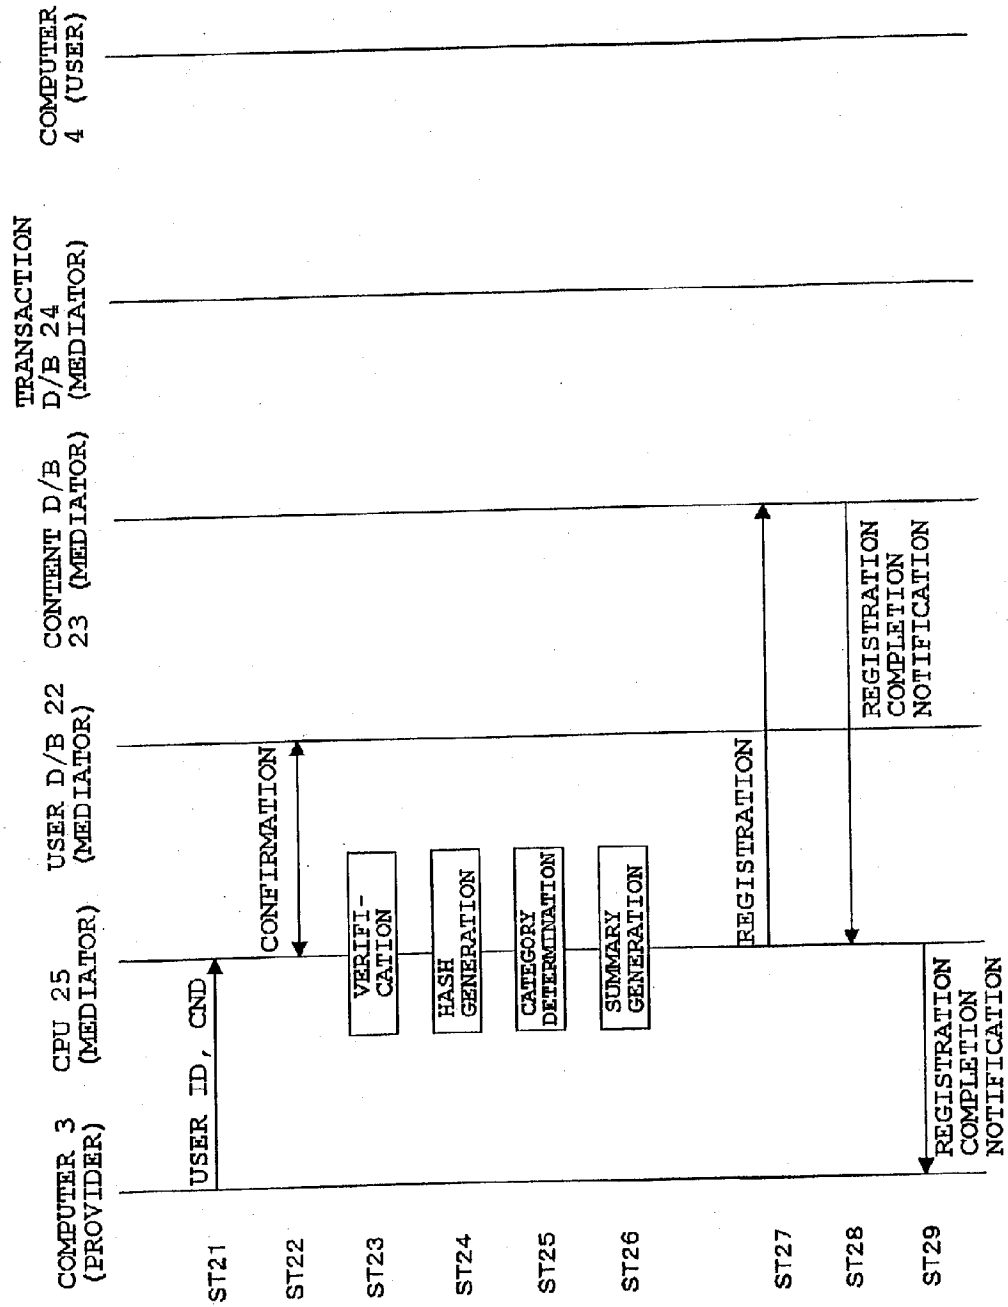 COMPUTER 3
(PROVIDER)
CPU 25
(MEDIATOR)
USER D/B 22
(MEDIATOR)
CONTENT D/B
23 (MEDIATOR)
TRANSACTION
D/B 24
(MEDIATOR)
COMPUTER
4 (USER)
ST21
USER ID, CND
ST22
CONFIRMATION
ST23
VERIFI-
CATION
ST24
HASH
GENERATION
ST25
CATEGORY
DETERMINATION
ST26
SUMMARY
GENERATION
ST27
REGISTRATION
ST28
REGISTRATION
COMPLETION
NOTIFICATION
ST29
REGISTRATION
COMPLETION
NOTIFICATION